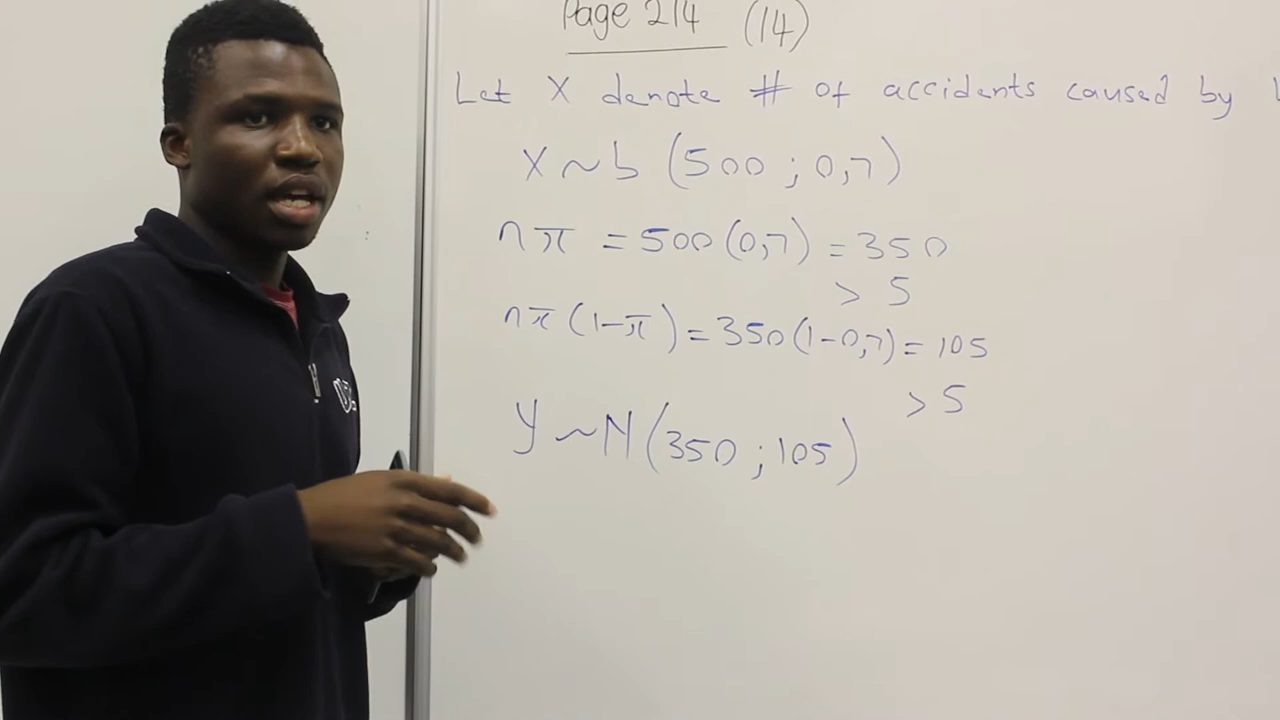 Page 214 (14)
Let X denote # of accidents caused by
X ~ b (500 ; 0,7)
nπ = 500(0,7) = 350
> 5
nπ(1-π) = 350(1-0,7) = 105
> 5
Y ~ N(350 ; 105)